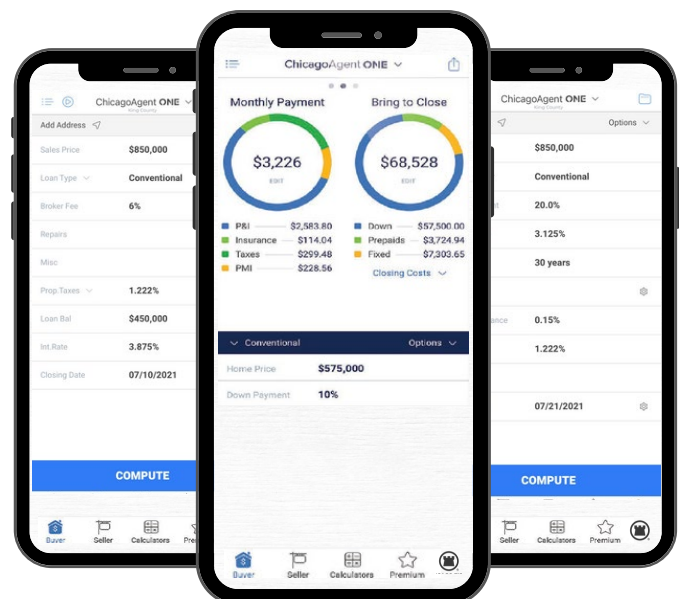 ChicagoAgent ONE
King County
Add Address
Sales Price $850,000
Loan Type Conventional
Broker Fee 6%
Repairs
Misc
Prop.Taxes 1.222%
Loan Bal $450,000
Int.Rate 3.875%
Closing Date 07/10/2021
COMPUTE
Buyer Seller Calculators
ChicagoAgent ONE
Monthly Payment Bring to Close
$3,226 $68,528
EDIT EDIT
P&I $2,583.80 Down $57,500.00
Insurance $114.04 Prepaids $3,724.94
Taxes $299.48 Fixed $7,303.65
PMI $228.56 Closing Costs
Conventional Options
Home Price $575,000
Down Payment 10%
Buyer Seller Calculators Premium
ChicagoAgent ONE
King County
Options
$850,000
Conventional
20.0%
3.125%
30 years
0.15%
1.222%
07/21/2021
COMPUTE
Seller Calculators Premium